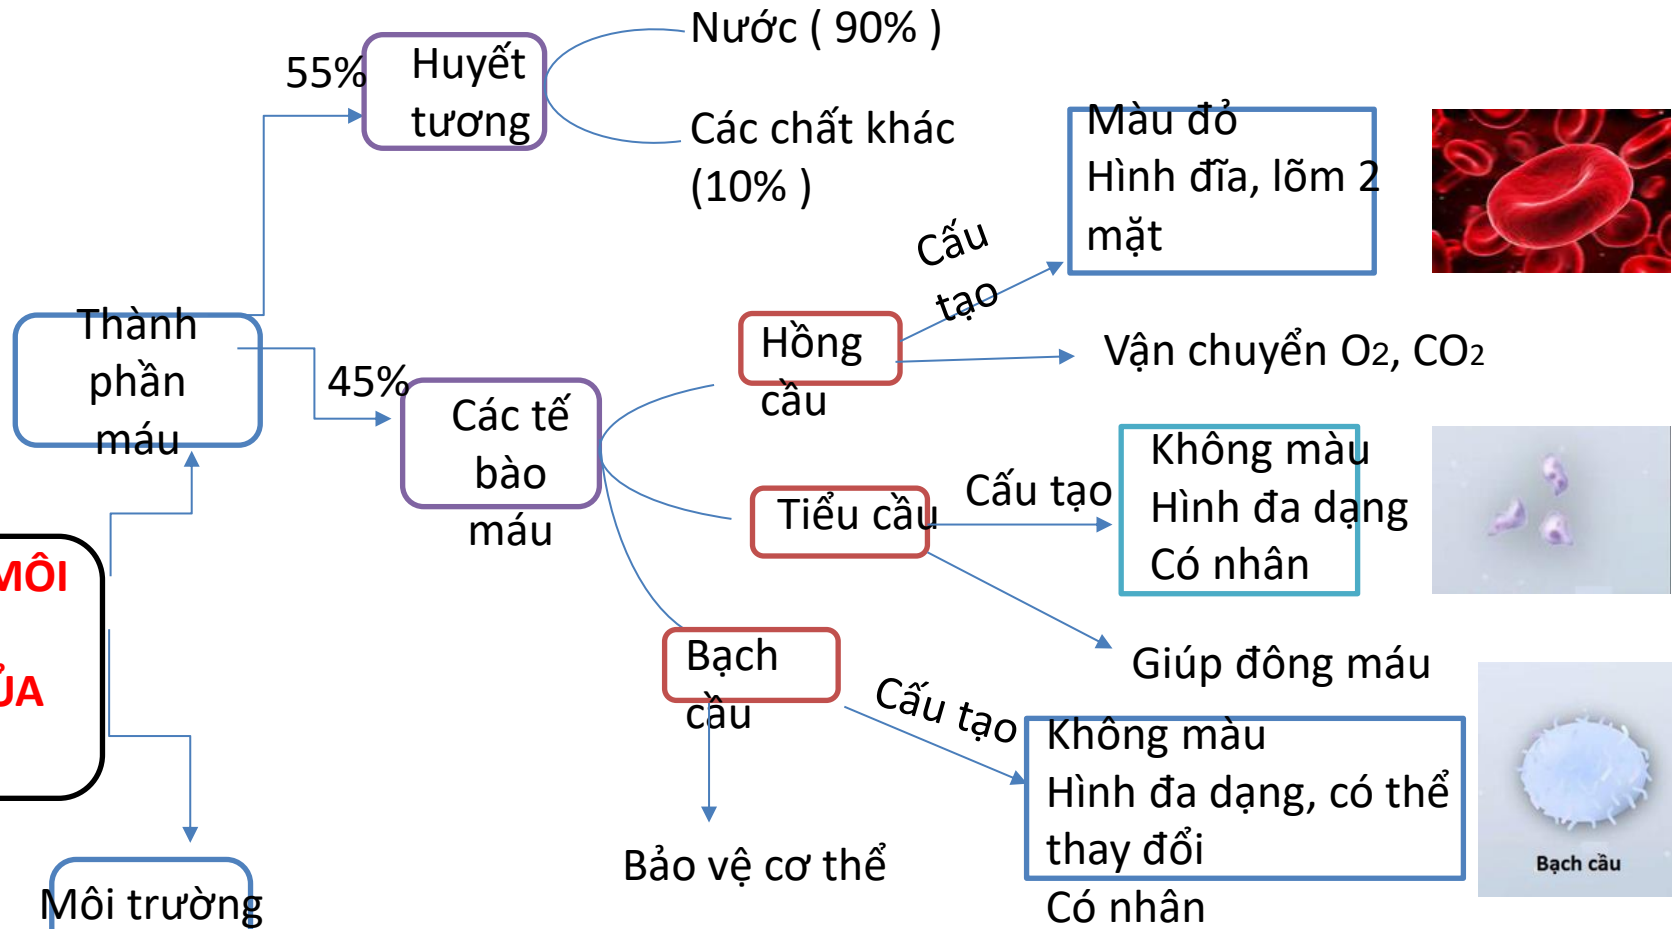 Nước ( 90% )
55%
Huyết
tương
Các chất khác
(10% )
Màu đỏ
Hình đĩa, lõm 2
mặt
Cấu
tạo
Thành
phần
máu
45%
Các tế
bào
máu
Hồng
cầu
Vận chuyển O2, CO2
Tiểu cầu
Cấu tạo
Không màu
Hình đa dạng
Có nhân
Giúp đông máu
MÔI
ỦA
Bạch
cầu
Cấu tạo
Không màu
Hình đa dạng, có thể
thay đổi
Có nhân
Bạch cầu
Bảo vệ cơ thể
Môi trường